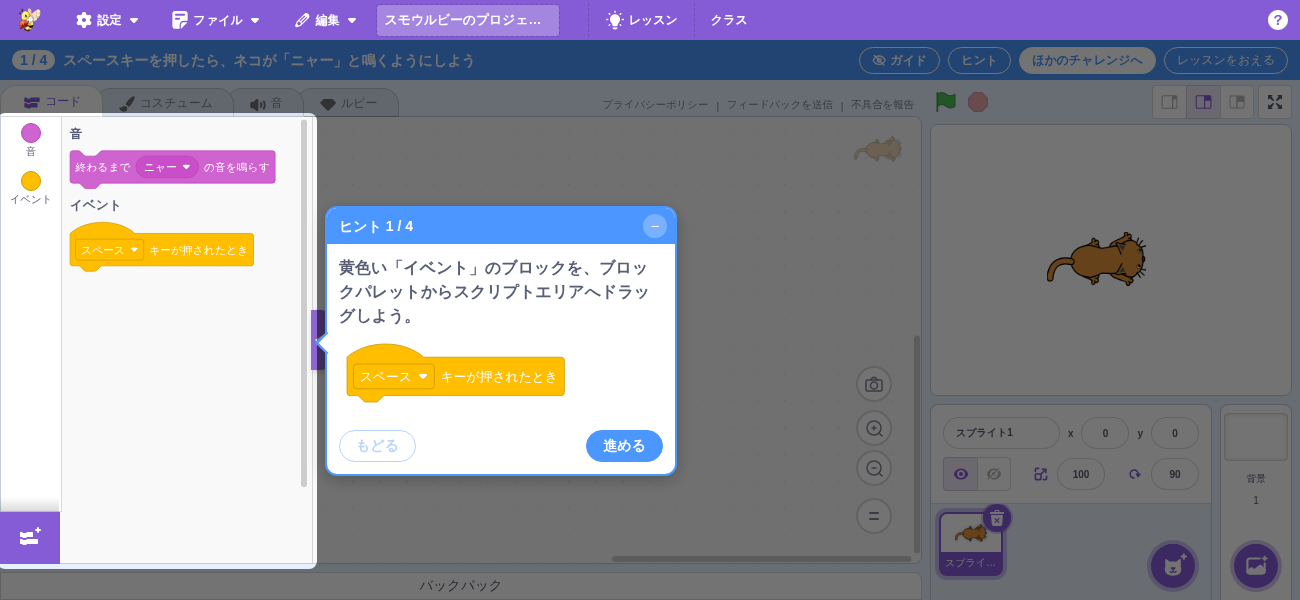 設定 ファイル 編集 スモウルビーのプロジェ... レッスン クラス ?
1 / 4 スペースキーを押したら、ネコが「ニャー」と鳴くようにしよう ガイド ヒント ほかのチャレンジへ レッスンをおえる
コード コスチューム 音 ルビー プライバシーポリシー | フィードバックを送信 | 不具合を報告
音
イベント
音
終わるまで ニャー の音を鳴らす
イベント
スペース キーが押されたとき
ヒント 1 / 4
黄色い「イベント」のブロックを、ブロッ
クパレットからスクリプトエリアへドラッ
グしよう。
スペース キーが押されたとき
もどる 進める
スプライト1 x 0 y 0
100 90
スプライ...
背景
1
バックパック